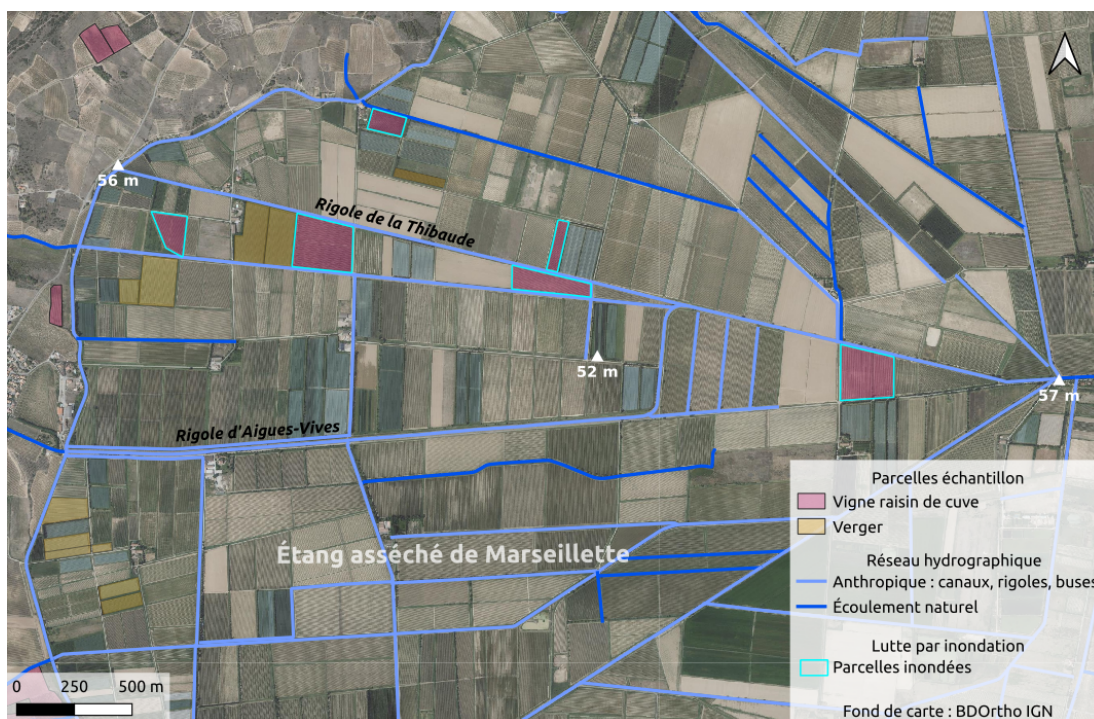 56 m
Rigole de la Thibaude
52 m
57 m
Rigole d'Aigues-Vives
Étang asséché de Marseillette
Parcelles échantillon
Vigne raisin de cuve
Verger
Réseau hydrographique
Anthropique : canaux, rigoles, buses
Écoulement naturel
Lutte par inondation
Parcelles inondées
Fond de carte : BDOrtho IGN
0 250 500 m